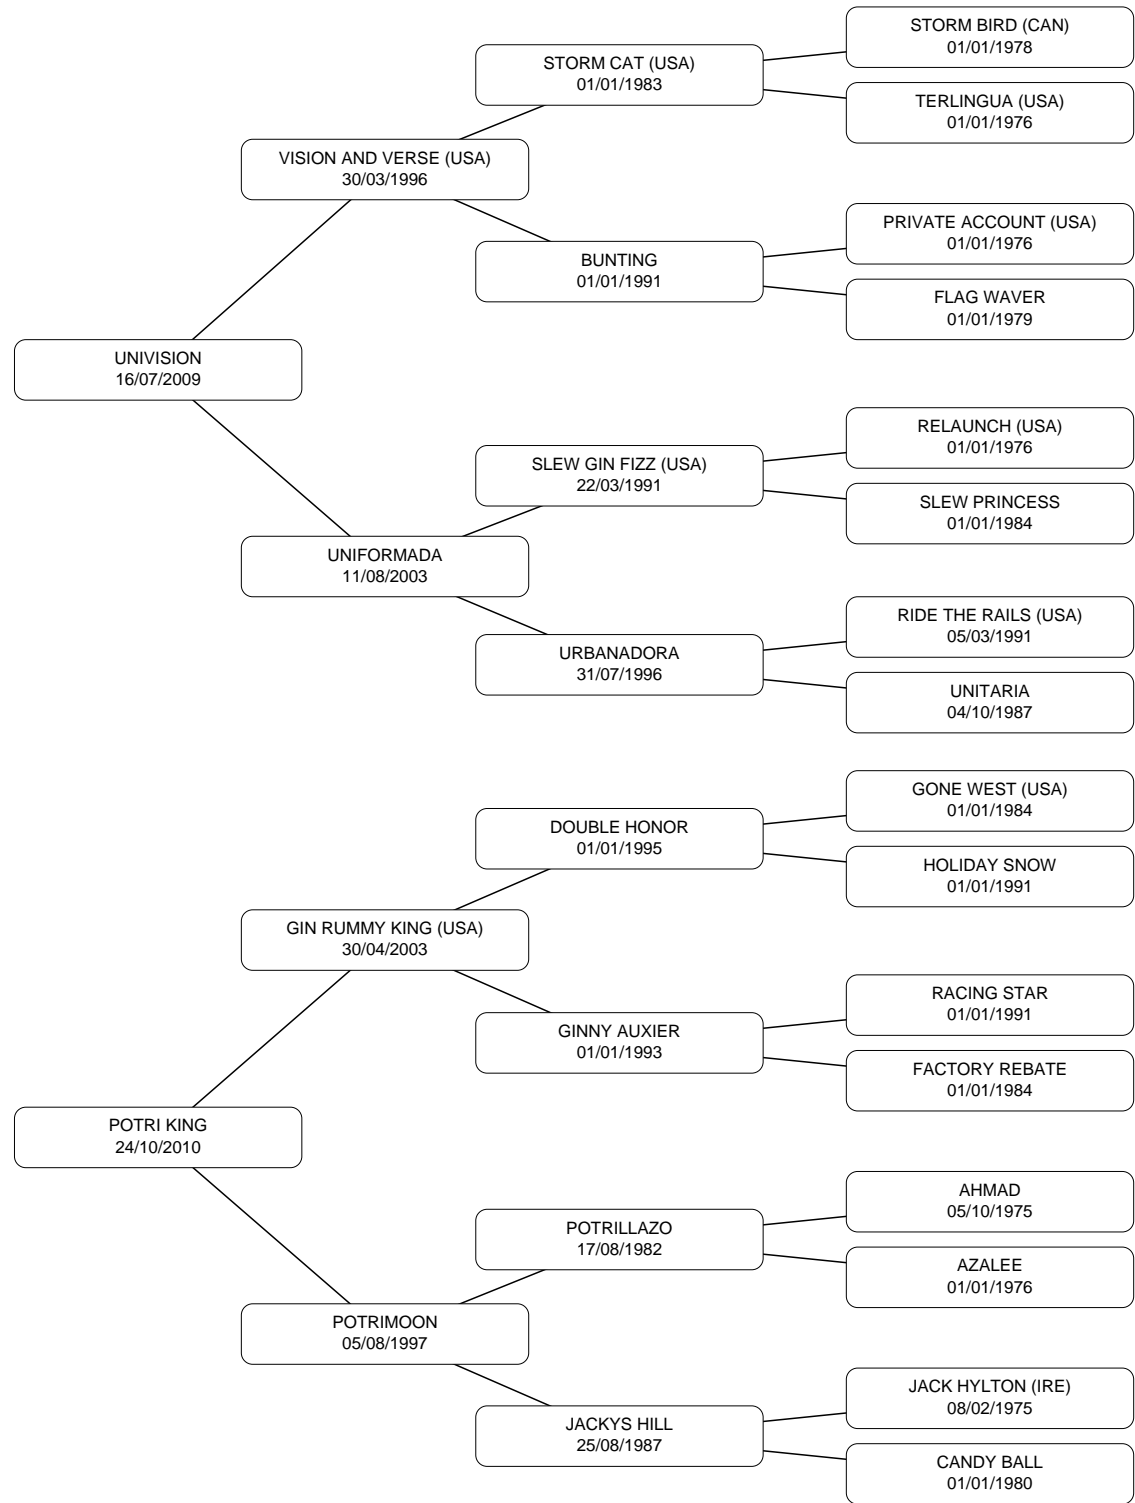 STORM BIRD (CAN)
01/01/1978
STORM CAT (USA)
01/01/1983
TERLINGUA (USA)
01/01/1976
VISION AND VERSE (USA)
30/03/1996
PRIVATE ACCOUNT (USA)
01/01/1976
BUNTING
01/01/1991
FLAG WAVER
01/01/1979
UNIVISION
16/07/2009
RELAUNCH (USA)
01/01/1976
SLEW GIN FIZZ (USA)
22/03/1991
SLEW PRINCESS
01/01/1984
UNIFORMADA
11/08/2003
RIDE THE RAILS (USA)
05/03/1991
URBANADORA
31/07/1996
UNITARIA
04/10/1987
GONE WEST (USA)
01/01/1984
DOUBLE HONOR
01/01/1995
HOLIDAY SNOW
01/01/1991
GIN RUMMY KING (USA)
30/04/2003
RACING STAR
01/01/1991
GINNY AUXIER
01/01/1993
FACTORY REBATE
01/01/1984
POTRI KING
24/10/2010
AHMAD
05/10/1975
POTRILLAZO
17/08/1982
AZALEE
01/01/1976
POTRIMOON
05/08/1997
JACK HYLTON (IRE)
08/02/1975
JACKYS HILL
25/08/1987
CANDY BALL
01/01/1980